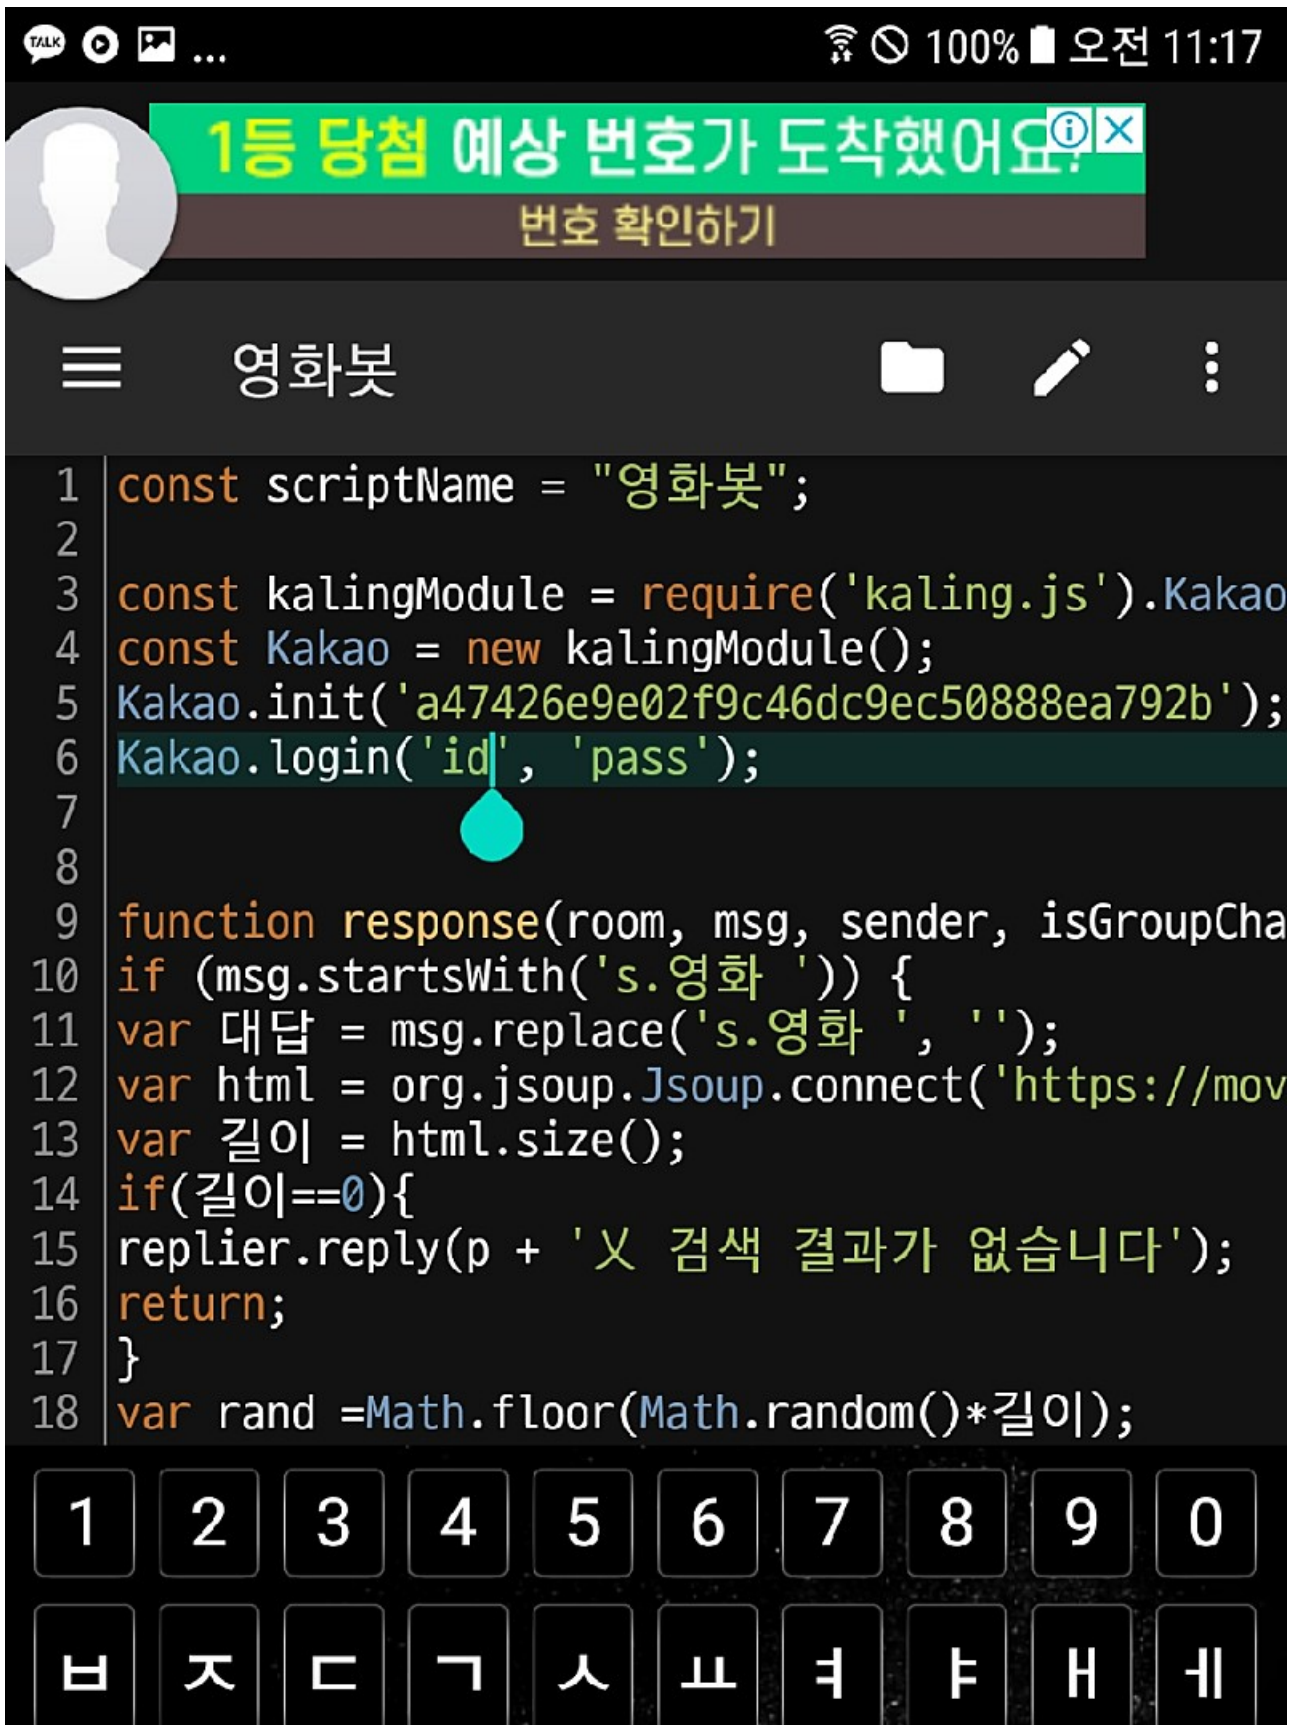 TALK ... 100% 오전 11:17
1등 당첨 예상 번호가 도착했어요?
번호 확인하기
영화봇
1 const scriptName = "영화봇";
2
3 const kalingModule = require('kaling.js').Kakao
4 const Kakao = new kalingModule();
5 Kakao.init('a47426e9e02f9c46dc9ec50888ea792b');
6 Kakao.login('id', 'pass');
7
8
9 function response(room, msg, sender, isGroupCha
10 if (msg.startsWith('s.영화 ')) {
11 var 대답 = msg.replace('s.영화 ', '');
12 var html = org.jsoup.Jsoup.connect('https://mov
13 var 길이 = html.size();
14 if(길이==0){
15 replier.reply(p + '乂 검색 결과가 없습니다');
16 return;
17 }
18 var rand =Math.floor(Math.random()*길이);
1 2 3 4 5 6 7 8 9 0
ㅂ ㅈ ㄷ ㄱ ㅅ ㅛ ㅕ ㅑ ㅐ ㅔ